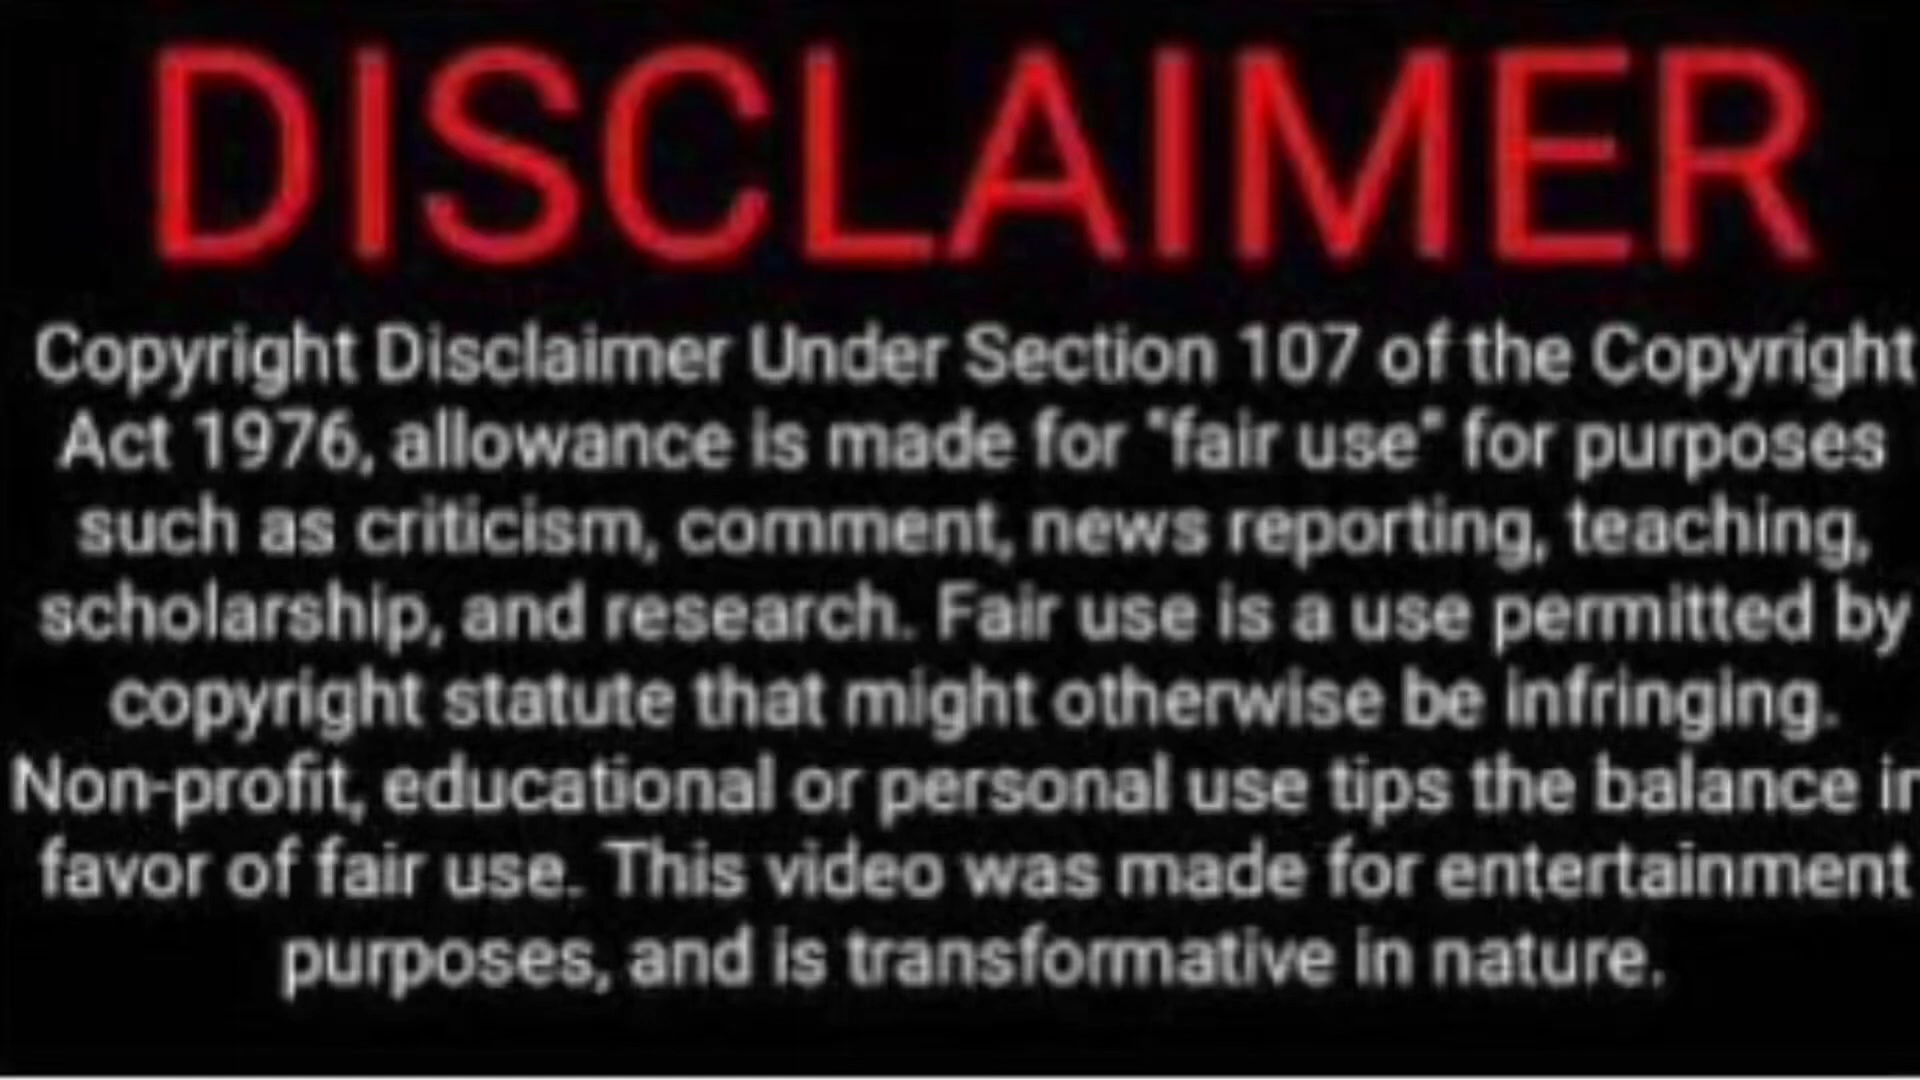 DISCLAIMER
Copyright Disclaimer Under Section 107 of the Copyright
Act 1976, allowance is made for "fair use" for purposes
such as criticism, comment, news reporting, teaching,
scholarship, and research. Fair use is a use permitted by
copyright statute that might otherwise be infringing.
Non-profit, educational or personal use tips the balance in
favor of fair use. This video was made for entertainment
purposes, and is transformative in nature.